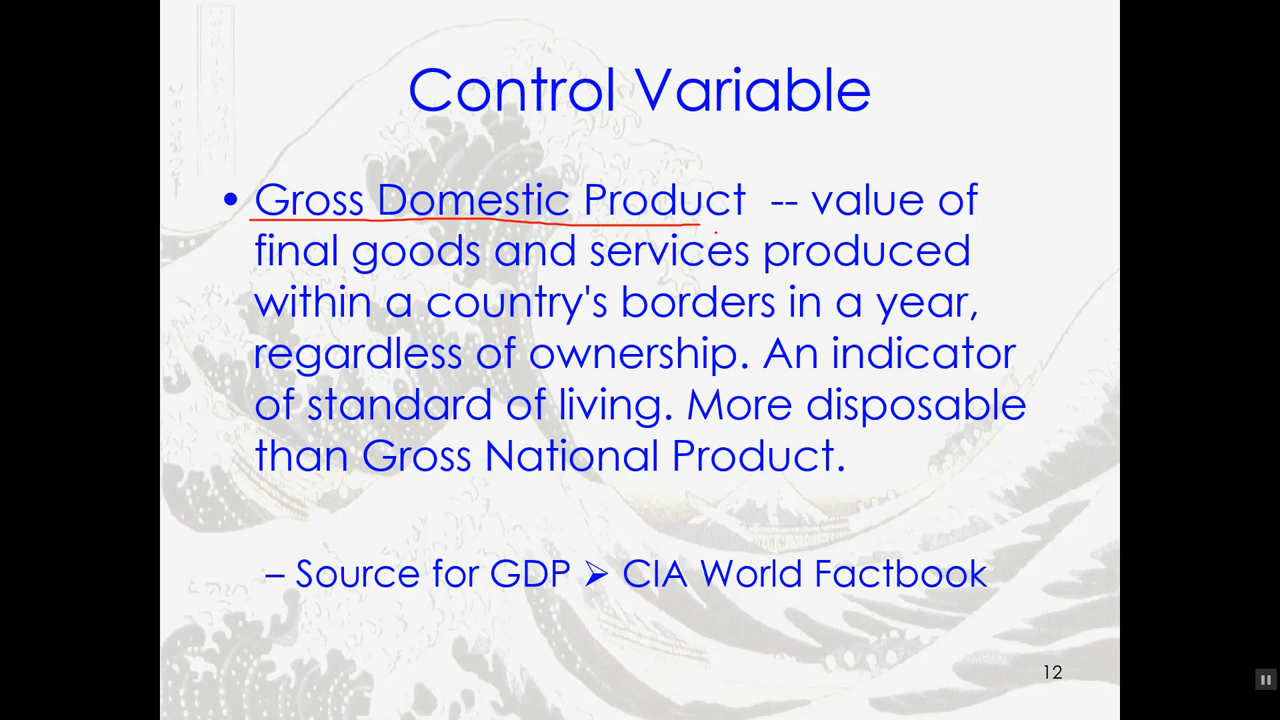 Control Variable
• Gross Domestic Product -- value of
final goods and services produced
within a country's borders in a year,
regardless of ownership. An indicator
of standard of living. More disposable
than Gross National Product.
– Source for GDP ➢ CIA World Factbook
12